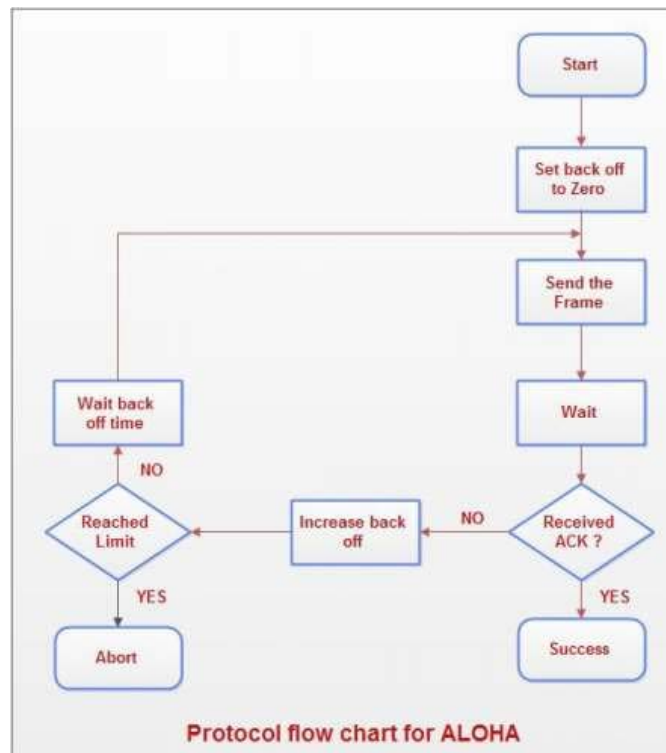 Start
Set back off
to Zero
Send the
Frame
Wait
Received
ACK ?
YES
Success
NO
Increase back
off
Reached
Limit
YES
Abort
NO
Wait back
off time
Protocol flow chart for ALOHA